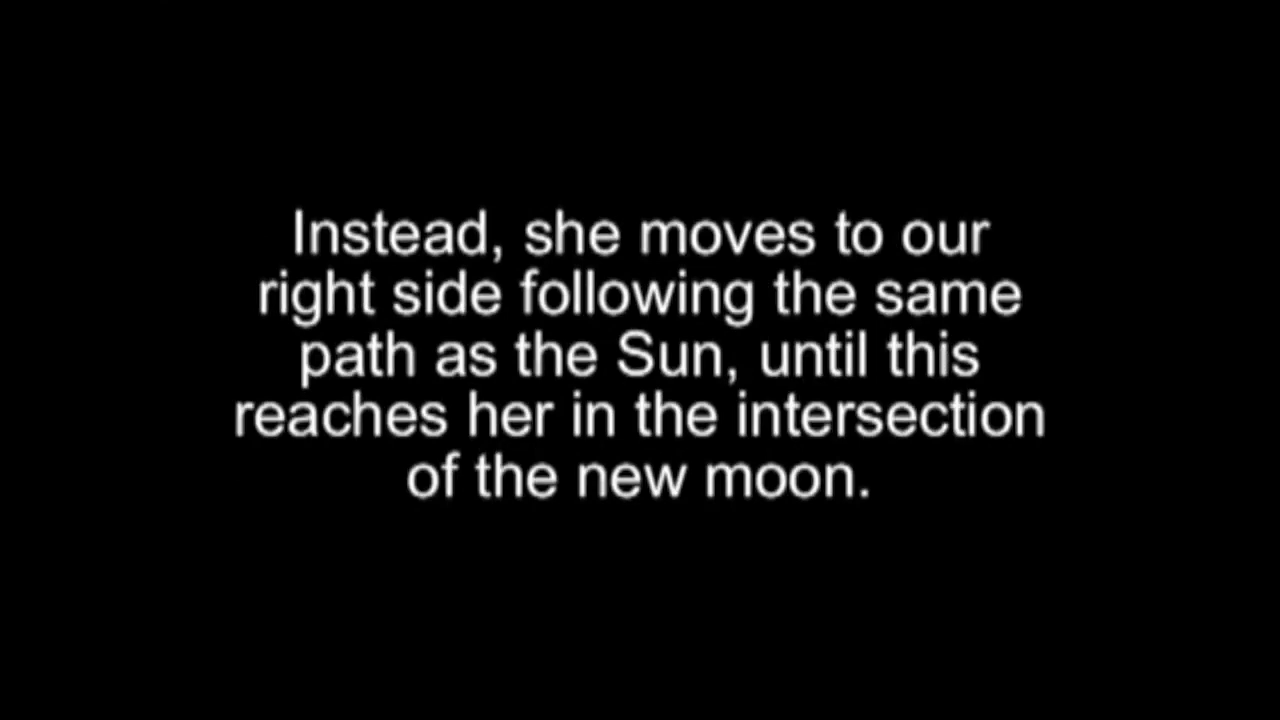 Instead, she moves to our
right side following the same
path as the Sun, until this
reaches her in the intersection
of the new moon.